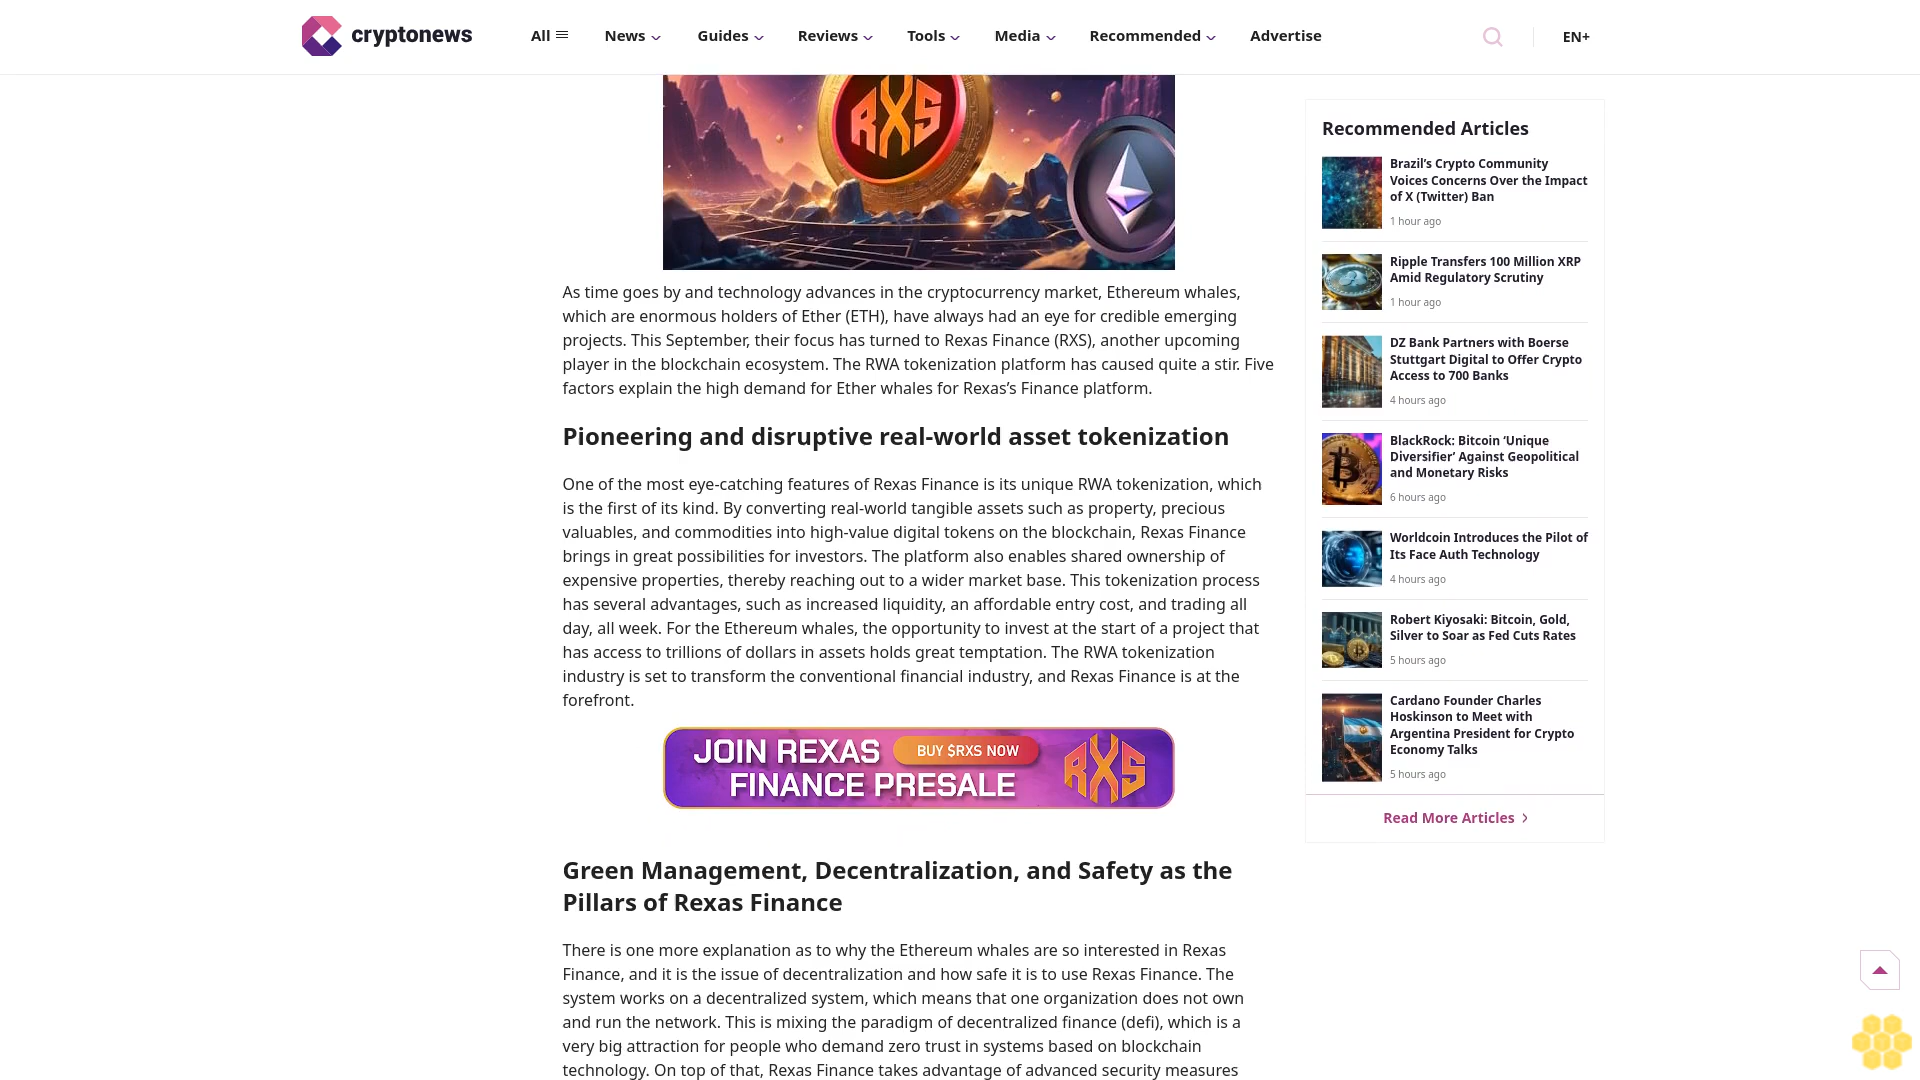 cryptonews
All
News
Guides
Reviews
Tools
Media
Recommended
Advertise
EN+
RXS
As time goes by and technology advances in the cryptocurrency market, Ethereum whales,
which are enormous holders of Ether (ETH), have always had an eye for credible emerging
projects. This September, their focus has turned to Rexas Finance (RXS), another upcoming
player in the blockchain ecosystem. The RWA tokenization platform has caused quite a stir. Five
factors explain the high demand for Ether whales for Rexas’s Finance platform.
Pioneering and disruptive real-world asset tokenization
One of the most eye-catching features of Rexas Finance is its unique RWA tokenization, which
is the first of its kind. By converting real-world tangible assets such as property, precious
valuables, and commodities into high-value digital tokens on the blockchain, Rexas Finance
brings in great possibilities for investors. The platform also enables shared ownership of
expensive properties, thereby reaching out to a wider market base. This tokenization process
has several advantages, such as increased liquidity, an affordable entry cost, and trading all
day, all week. For the Ethereum whales, the opportunity to invest at the start of a project that
has access to trillions of dollars in assets holds great temptation. The RWA tokenization
industry is set to transform the conventional financial industry, and Rexas Finance is at the
forefront.
JOIN REXAS
BUY $RXS NOW
FINANCE PRESALE
RXS
Green Management, Decentralization, and Safety as the
Pillars of Rexas Finance
There is one more explanation as to why the Ethereum whales are so interested in Rexas
Finance, and it is the issue of decentralization and how safe it is to use Rexas Finance. The
system works on a decentralized system, which means that one organization does not own
and run the network. This is mixing the paradigm of decentralized finance (defi), which is a
very big attraction for people who demand zero trust in systems based on blockchain
technology. On top of that, Rexas Finance takes advantage of advanced security measures
Recommended Articles
Brazil’s Crypto Community
Voices Concerns Over the Impact
of X (Twitter) Ban
1 hour ago
Ripple Transfers 100 Million XRP
Amid Regulatory Scrutiny
1 hour ago
DZ Bank Partners with Boerse
Stuttgart Digital to Offer Crypto
Access to 700 Banks
4 hours ago
BlackRock: Bitcoin ‘Unique
Diversifier’ Against Geopolitical
and Monetary Risks
6 hours ago
Worldcoin Introduces the Pilot of
Its Face Auth Technology
4 hours ago
Robert Kiyosaki: Bitcoin, Gold,
Silver to Soar as Fed Cuts Rates
5 hours ago
Cardano Founder Charles
Hoskinson to Meet with
Argentina President for Crypto
Economy Talks
5 hours ago
Read More Articles